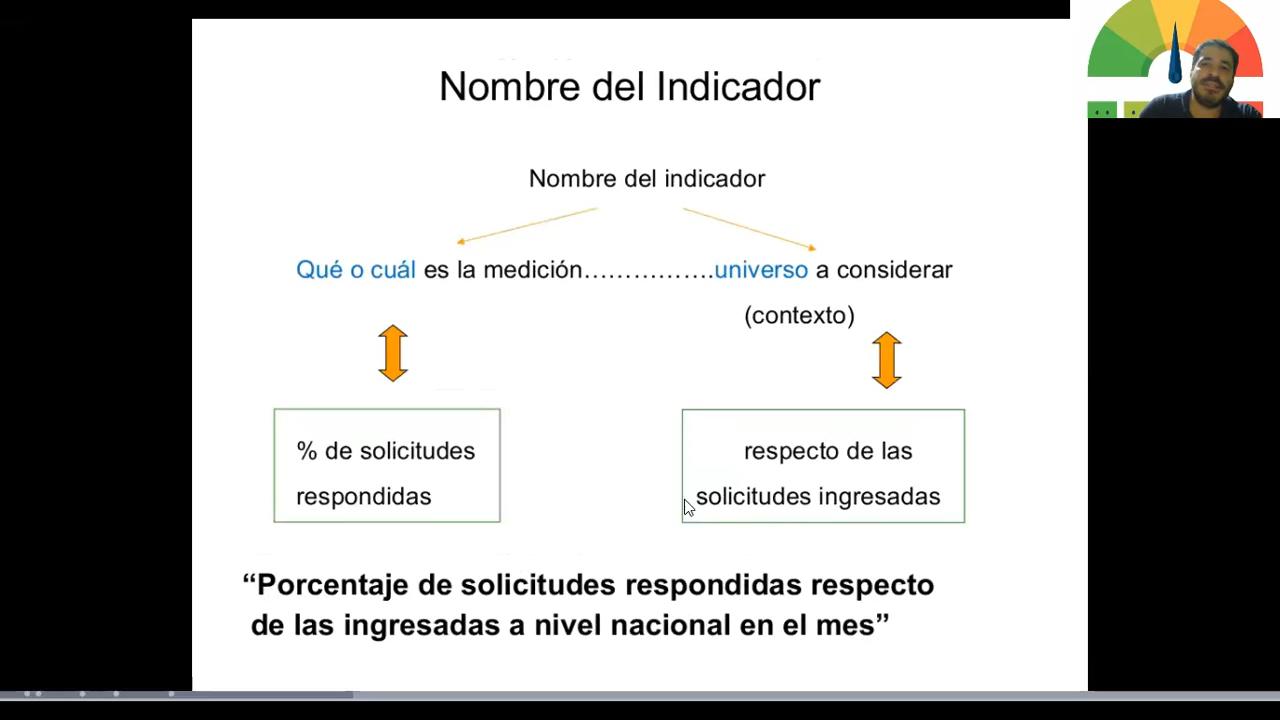 Nombre del Indicador
Nombre del indicador
Qué o cuál es la medición…………….universo a considerar
(contexto)
% de solicitudes
respondidas
respecto de las
solicitudes ingresadas
“Porcentaje de solicitudes respondidas respecto
de las ingresadas a nivel nacional en el mes”